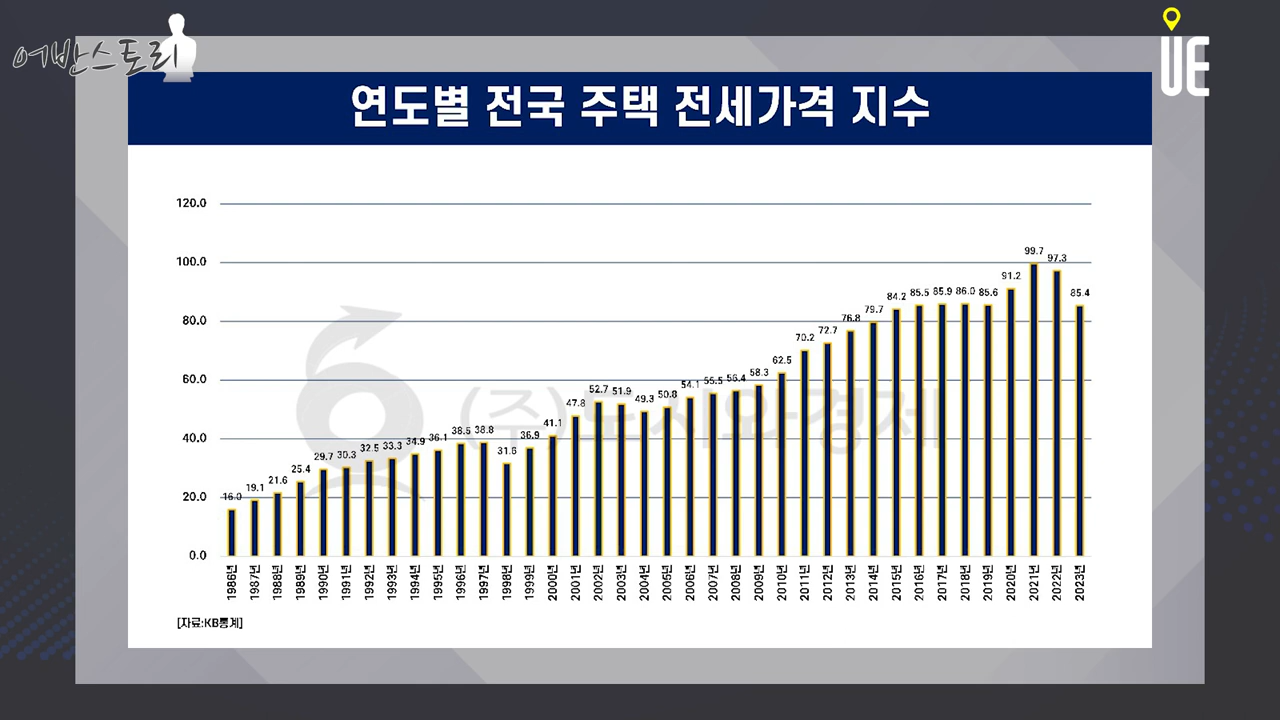 어반스토리
UE
연도별 전국 주택 전세가격 지수
120.0
100.0
80.0
60.0
40.0
20.0
0.0
16.0 19.1 21.6 25.4 29.7 30.3 32.5 33.3 34.9 36.1 38.5 38.8 31.6 36.9 41.1 47.8 52.7 51.9 49.3 50.8 54.1 55.5 56.4 58.3 62.5 70.2 72.7 76.8 79.7 84.2 85.5 85.9 86.0 85.6 91.2 99.7 97.3 85.4
(주)도시와경제
1986년 1987년 1988년 1989년 1990년 1991년 1992년 1993년 1994년 1995년 1996년 1997년 1998년 1999년 2000년 2001년 2002년 2003년 2004년 2005년 2006년 2007년 2008년 2009년 2010년 2011년 2012년 2013년 2014년 2015년 2016년 2017년 2018년 2019년 2020년 2021년 2022년 2023년
[자료:KB통계]